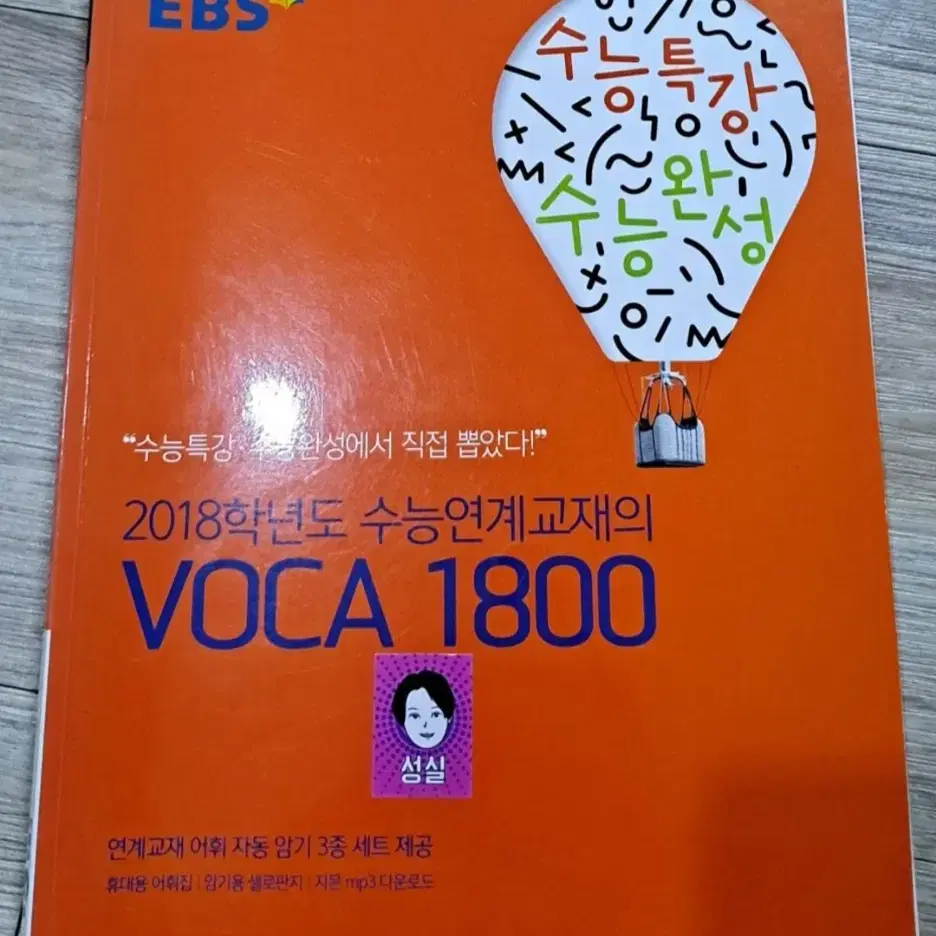 EBS
수능특강
수능완성
“수능특강·수능완성에서 직접 뽑았다!”
2018학년도 수능연계교재의
VOCA 1800
성실
연계교재 어휘 자동 암기 3종 세트 제공
휴대용 어휘집 | 암기용 셀로판지 | 지문 mp3 다운로드